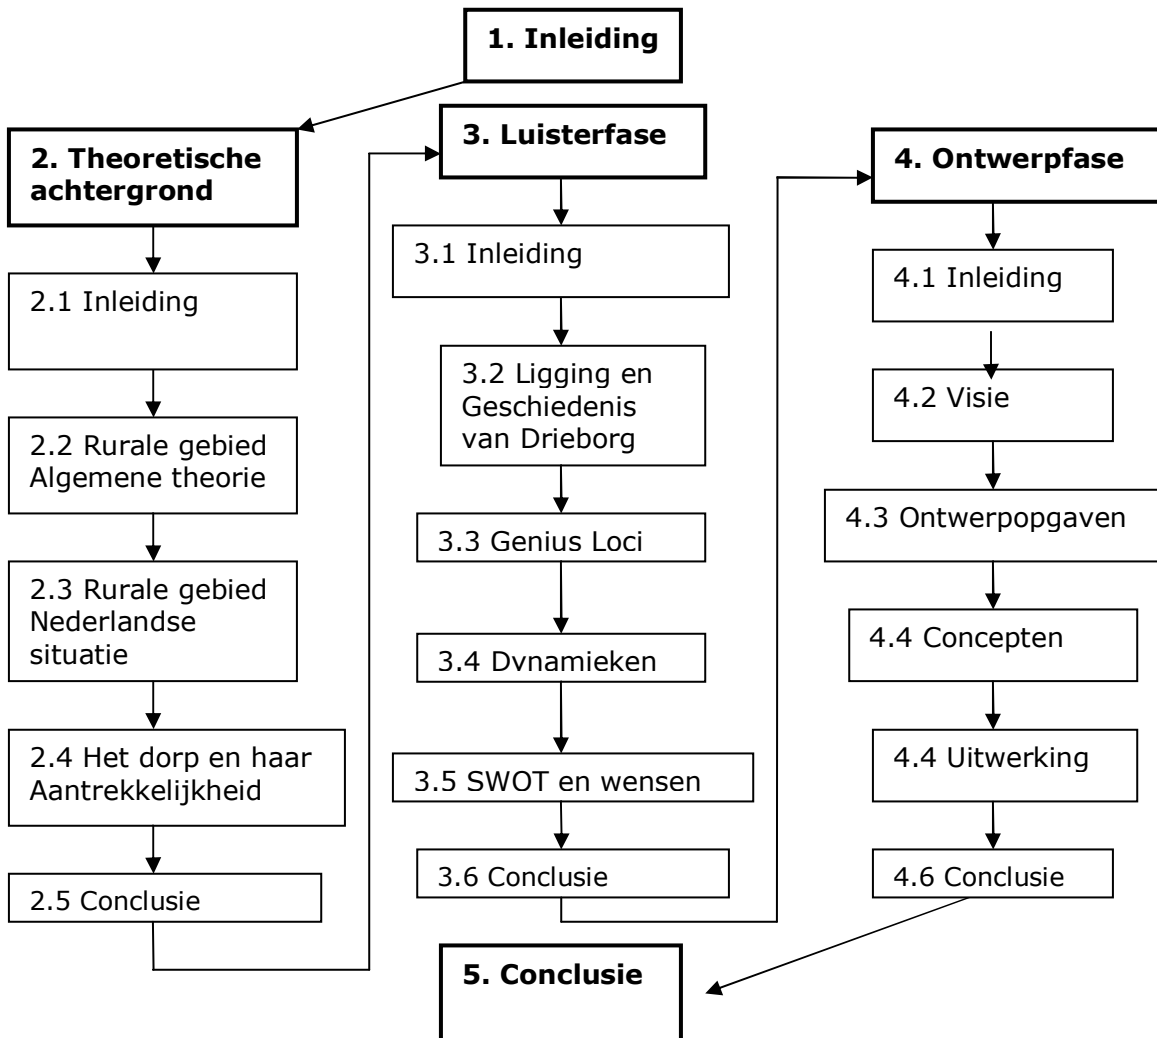 1. Inleiding
2. Theoretische
achtergrond
2.1 Inleiding
2.2 Rurale gebied
Algemene theorie
2.3 Rurale gebied
Nederlandse
situatie
2.4 Het dorp en haar
Aantrekkelijkheid
2.5 Conclusie
3. Luisterfase
3.1 Inleiding
3.2 Ligging en
Geschiedenis
van Drieborg
3.3 Genius Loci
3.4 Dynamieken
3.5 SWOT en wensen
3.6 Conclusie
4. Ontwerpfase
4.1 Inleiding
4.2 Visie
4.3 Ontwerpopgaven
4.4 Concepten
4.4 Uitwerking
4.6 Conclusie
5. Conclusie